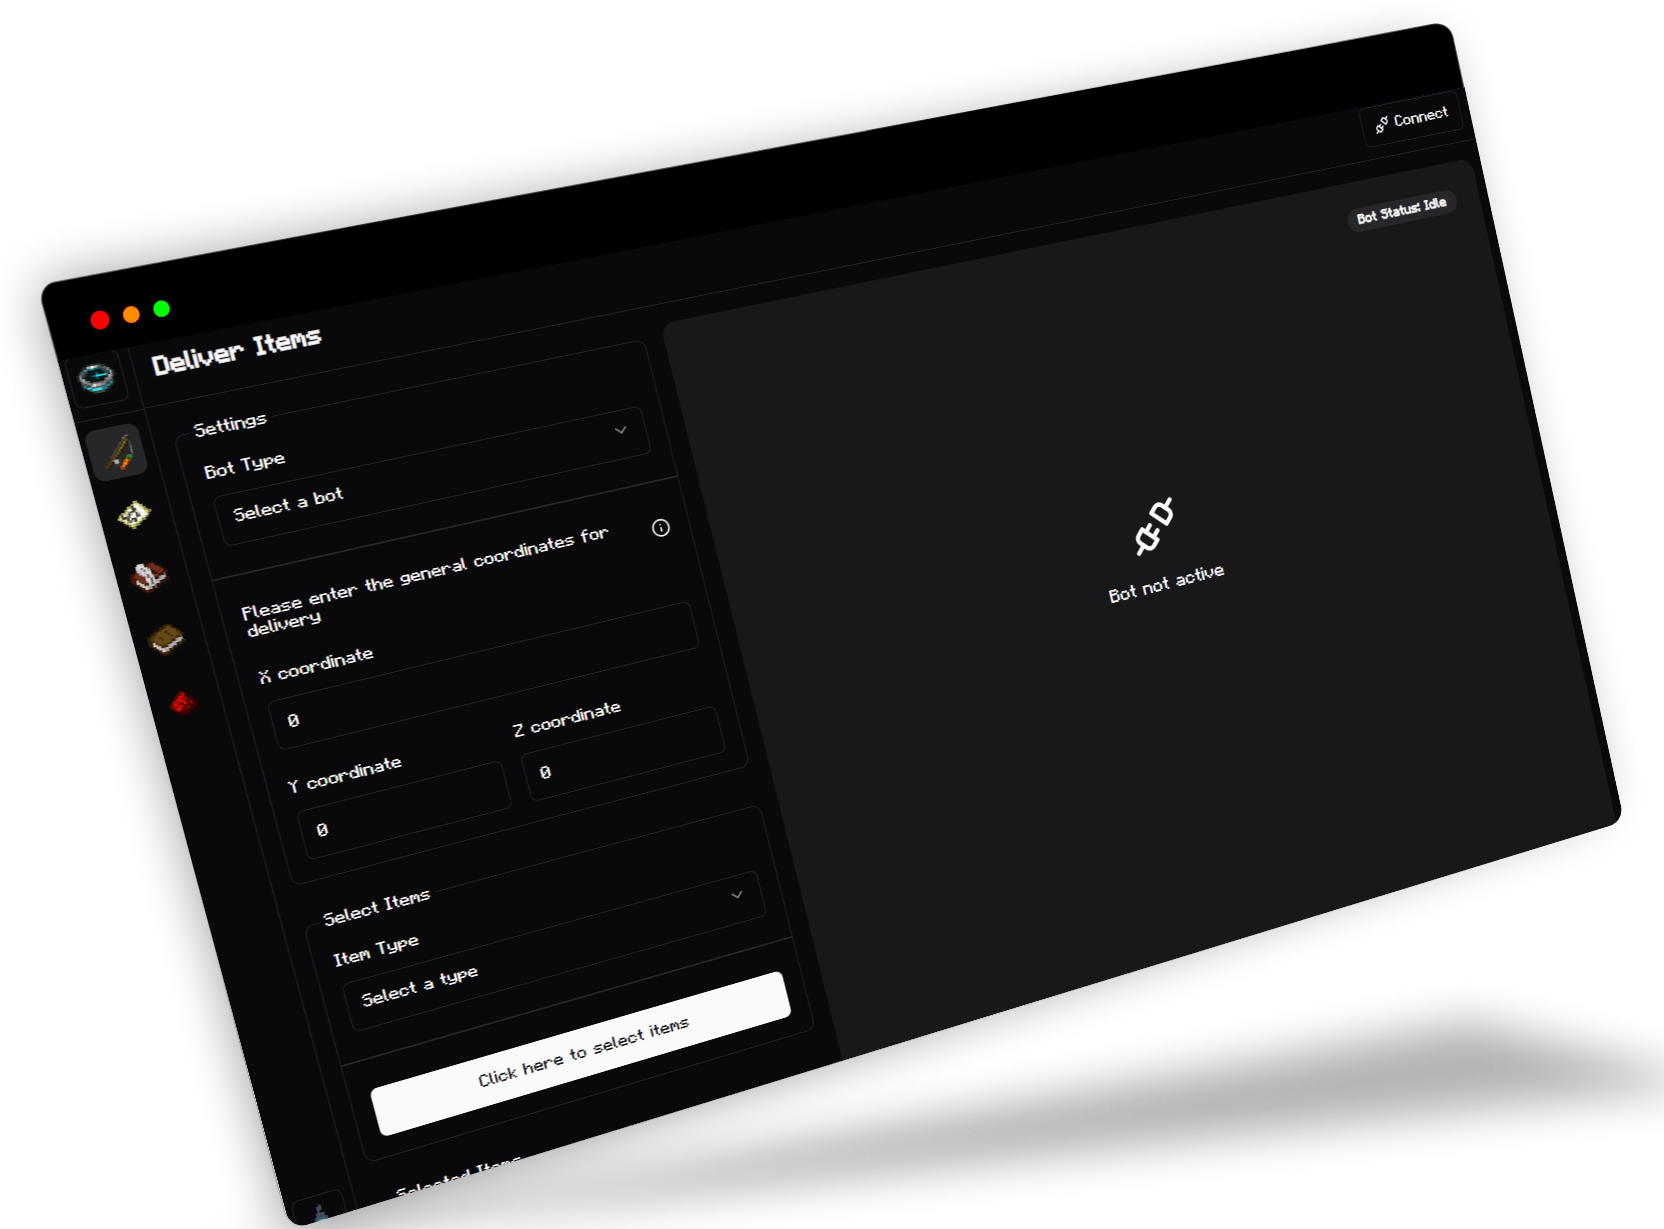 Connect
Deliver Items
Bot Status: Idle
Settings
Bot Type
Select a bot
Please enter the general coordinates for
delivery
X coordinate
0
Y coordinate
Z coordinate
0
0
Select Items
Item Type
Select a type
Click here to select items
Selected Items
Bot not active